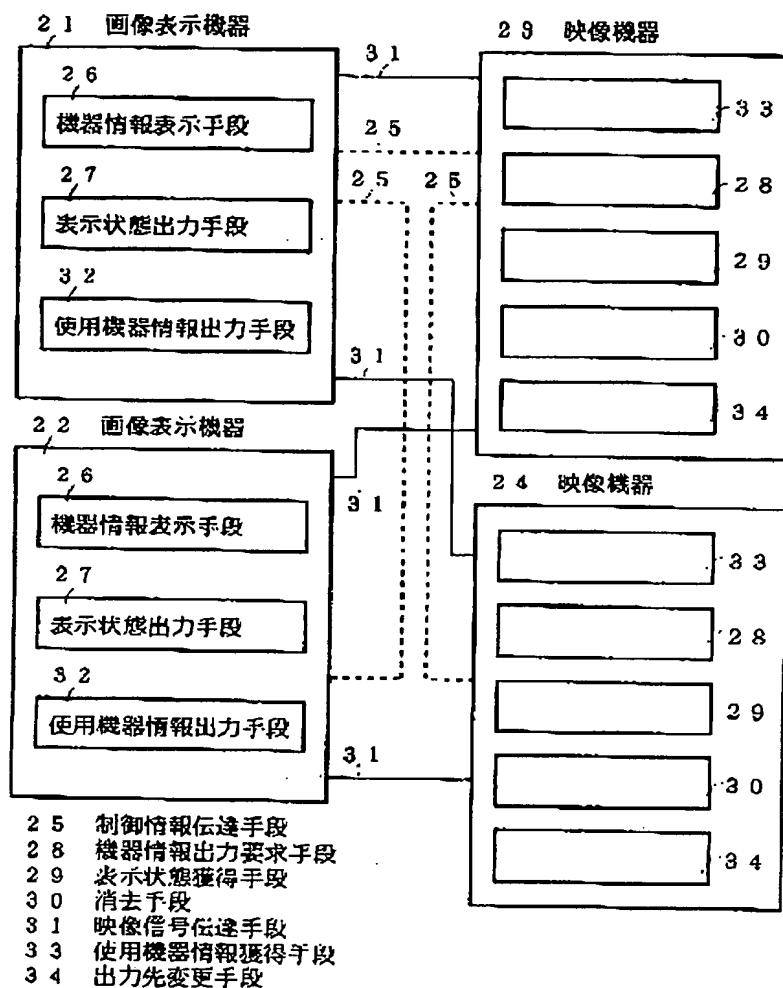 21 画像表示機器
26
機器情報表示手段
27
表示状態出力手段
32
使用機器情報出力手段
31
25
25
25
31
23 映像機器
33
28
29
30
34
22 画像表示機器
26
機器情報表示手段
27
表示状態出力手段
32
使用機器情報出力手段
31
31
24 映像機器
33
28
29
30
34
25 制御情報伝達手段
28 機器情報出力要求手段
29 表示状態獲得手段
30 消去手段
31 映像信号伝達手段
33 使用機器情報獲得手段
34 出力先変更手段